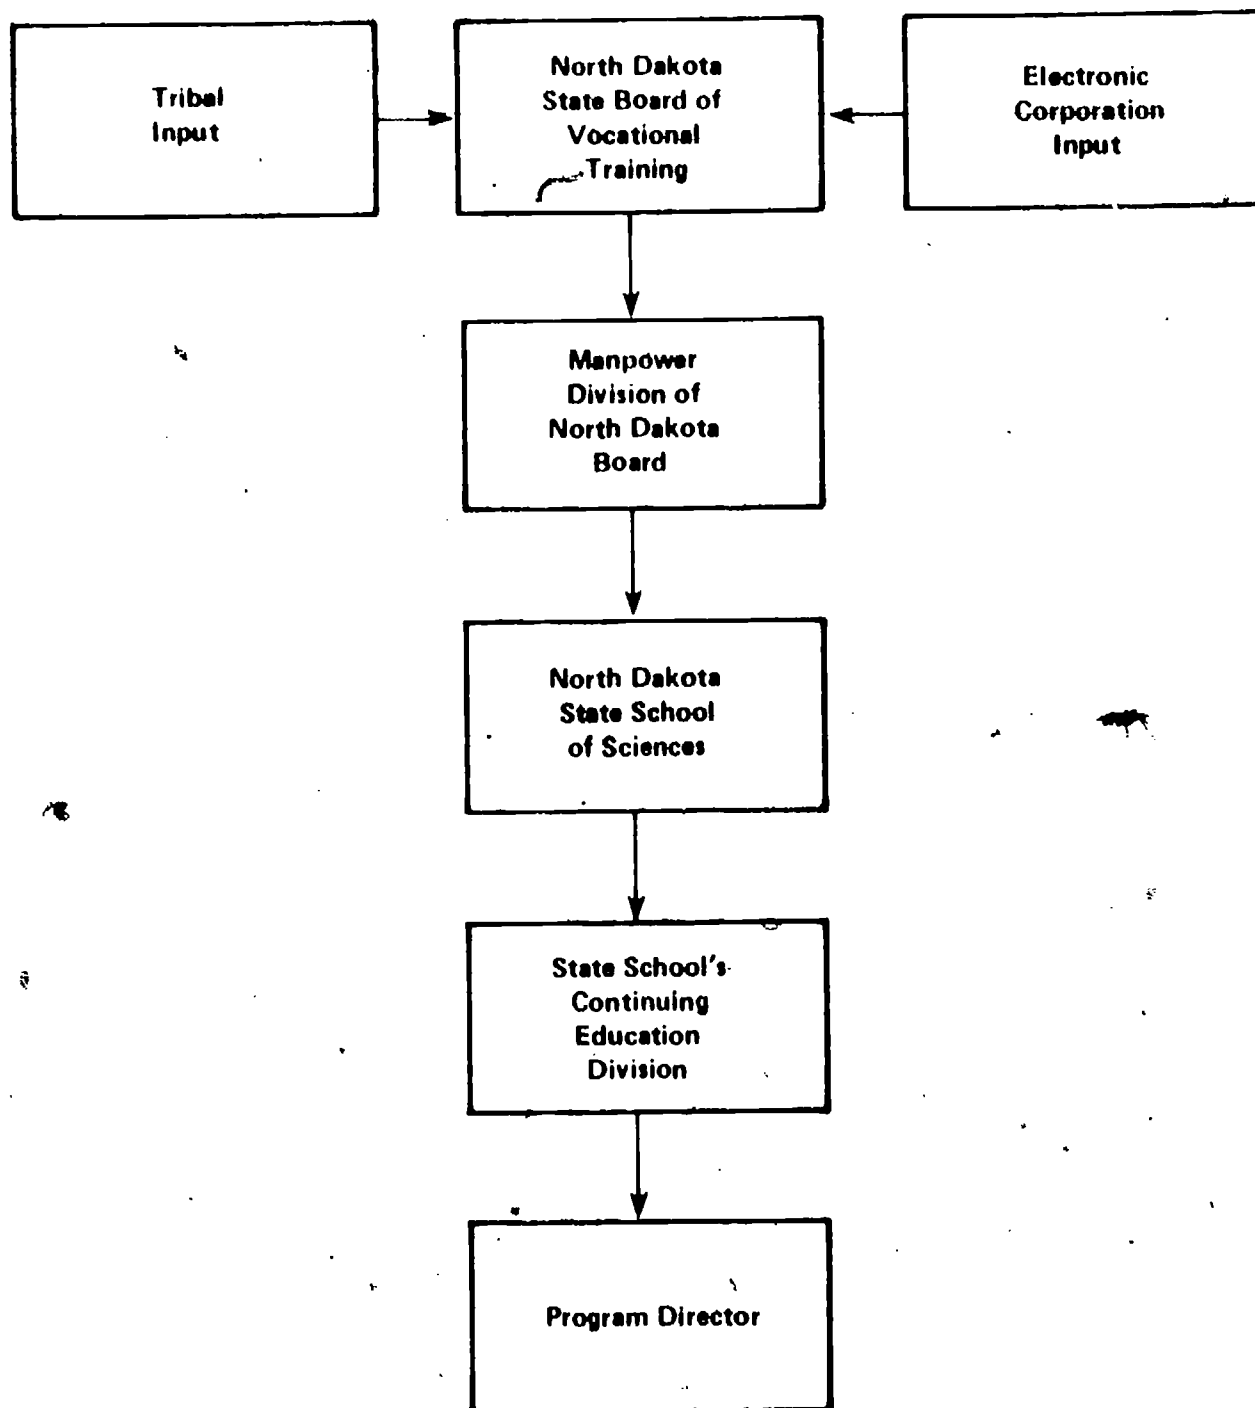 Tribal
Input
North Dakota
State Board of
Vocational
Training
Electronic
Corporation
Input
Manpower
Division of
North Dakota
Board
North Dakota
State School
of Sciences
State School's
Continuing
Education
Division
Program Director